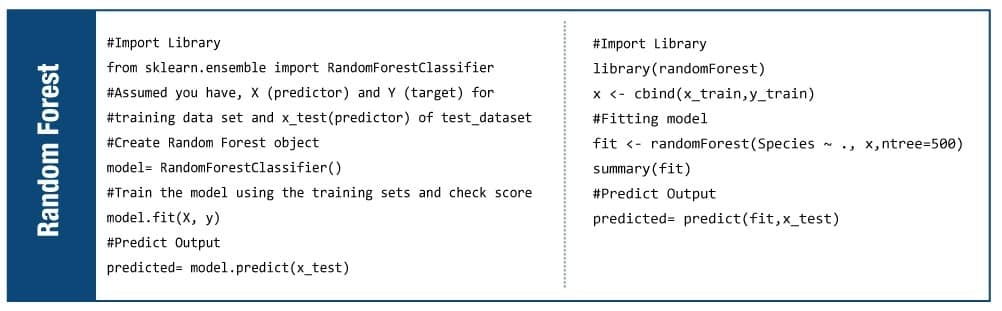 Random Forest
#Import Library
from sklearn.ensemble import RandomForestClassifier
#Assumed you have, X (predictor) and Y (target) for
#training data set and x_test(predictor) of test_dataset
#Create Random Forest object
model= RandomForestClassifier()
#Train the model using the training sets and check score
model.fit(X, y)
#Predict Output
predicted= model.predict(x_test)
#Import Library
library(randomForest)
x <- cbind(x_train,y_train)
#Fitting model
fit <- randomForest(Species ~ ., x,ntree=500)
summary(fit)
#Predict Output
predicted= predict(fit,x_test)